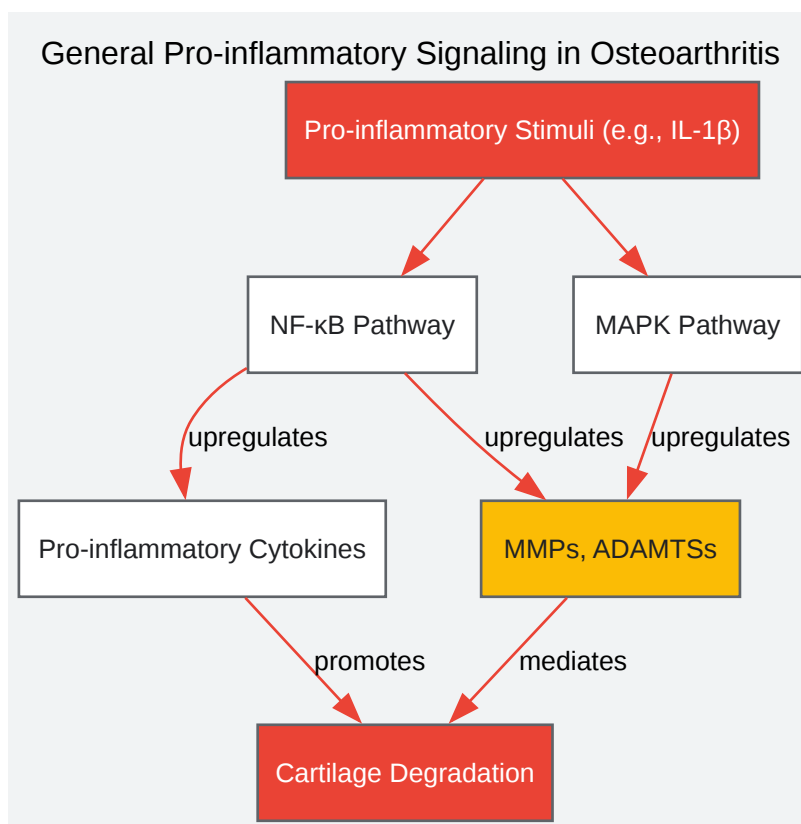 General Pro-inflammatory Signaling in Osteoarthritis
Pro-inflammatory Stimuli (e.g., IL-1β)
NF-κB Pathway
MAPK Pathway
upregulates
upregulates
upregulates
Pro-inflammatory Cytokines
MMPs, ADAMTSs
promotes
mediates
Cartilage Degradation